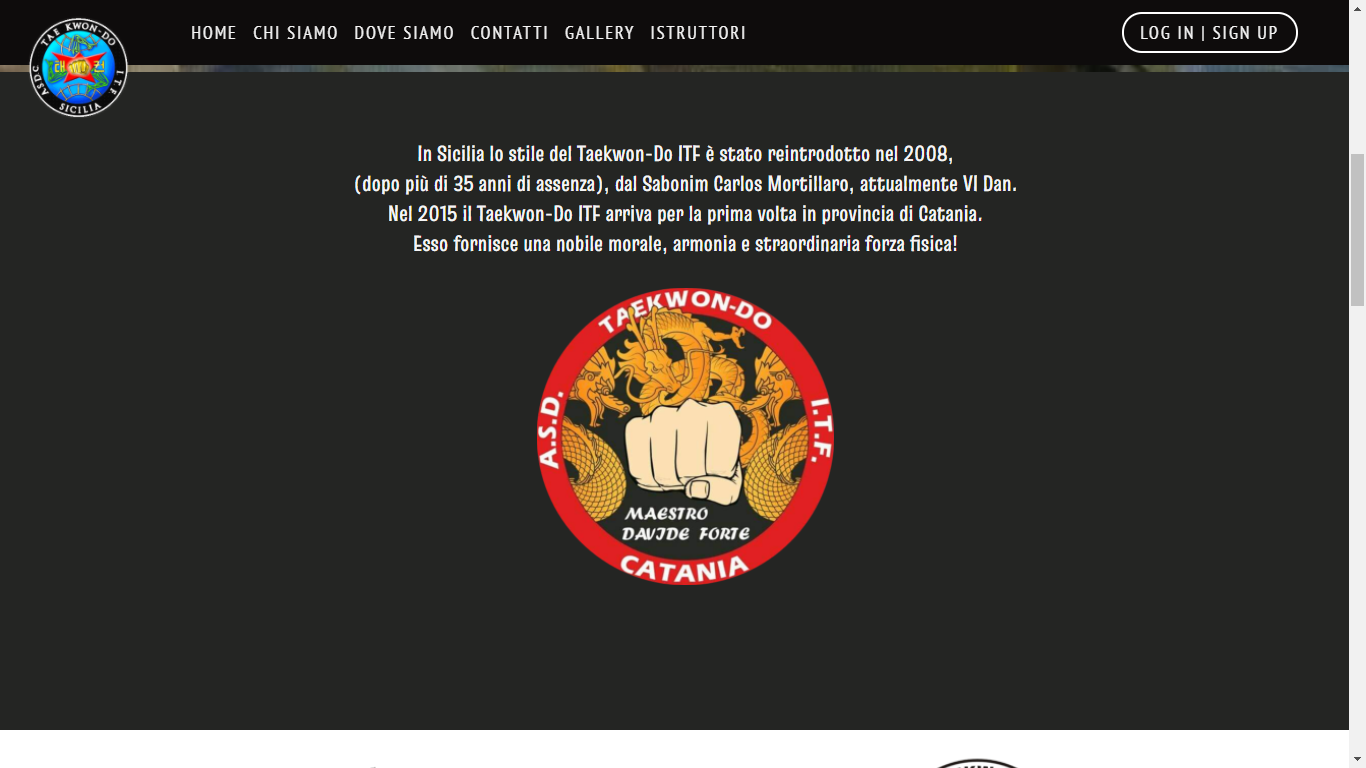 TAE KWON-DO
ASDC
CH
I.T.F.
SICILIA
HOME CHI SIAMO DOVE SIAMO CONTATTI GALLERY ISTRUTTORI
LOG IN | SIGN UP
In Sicilia lo stile del Taekwon-Do ITF è stato reintrodotto nel 2008,
(dopo più di 35 anni di assenza), dal Sabonim Carlos Mortillaro, attualmente VI Dan.
Nel 2015 il Taekwon-Do ITF arriva per la prima volta in provincia di Catania.
Esso fornisce una nobile morale, armonia e straordinaria forza fisica!
TAEKWON-DO
A.S.D.
I.T.F.
MAESTRO
DAVIDE FORTE
CATANIA